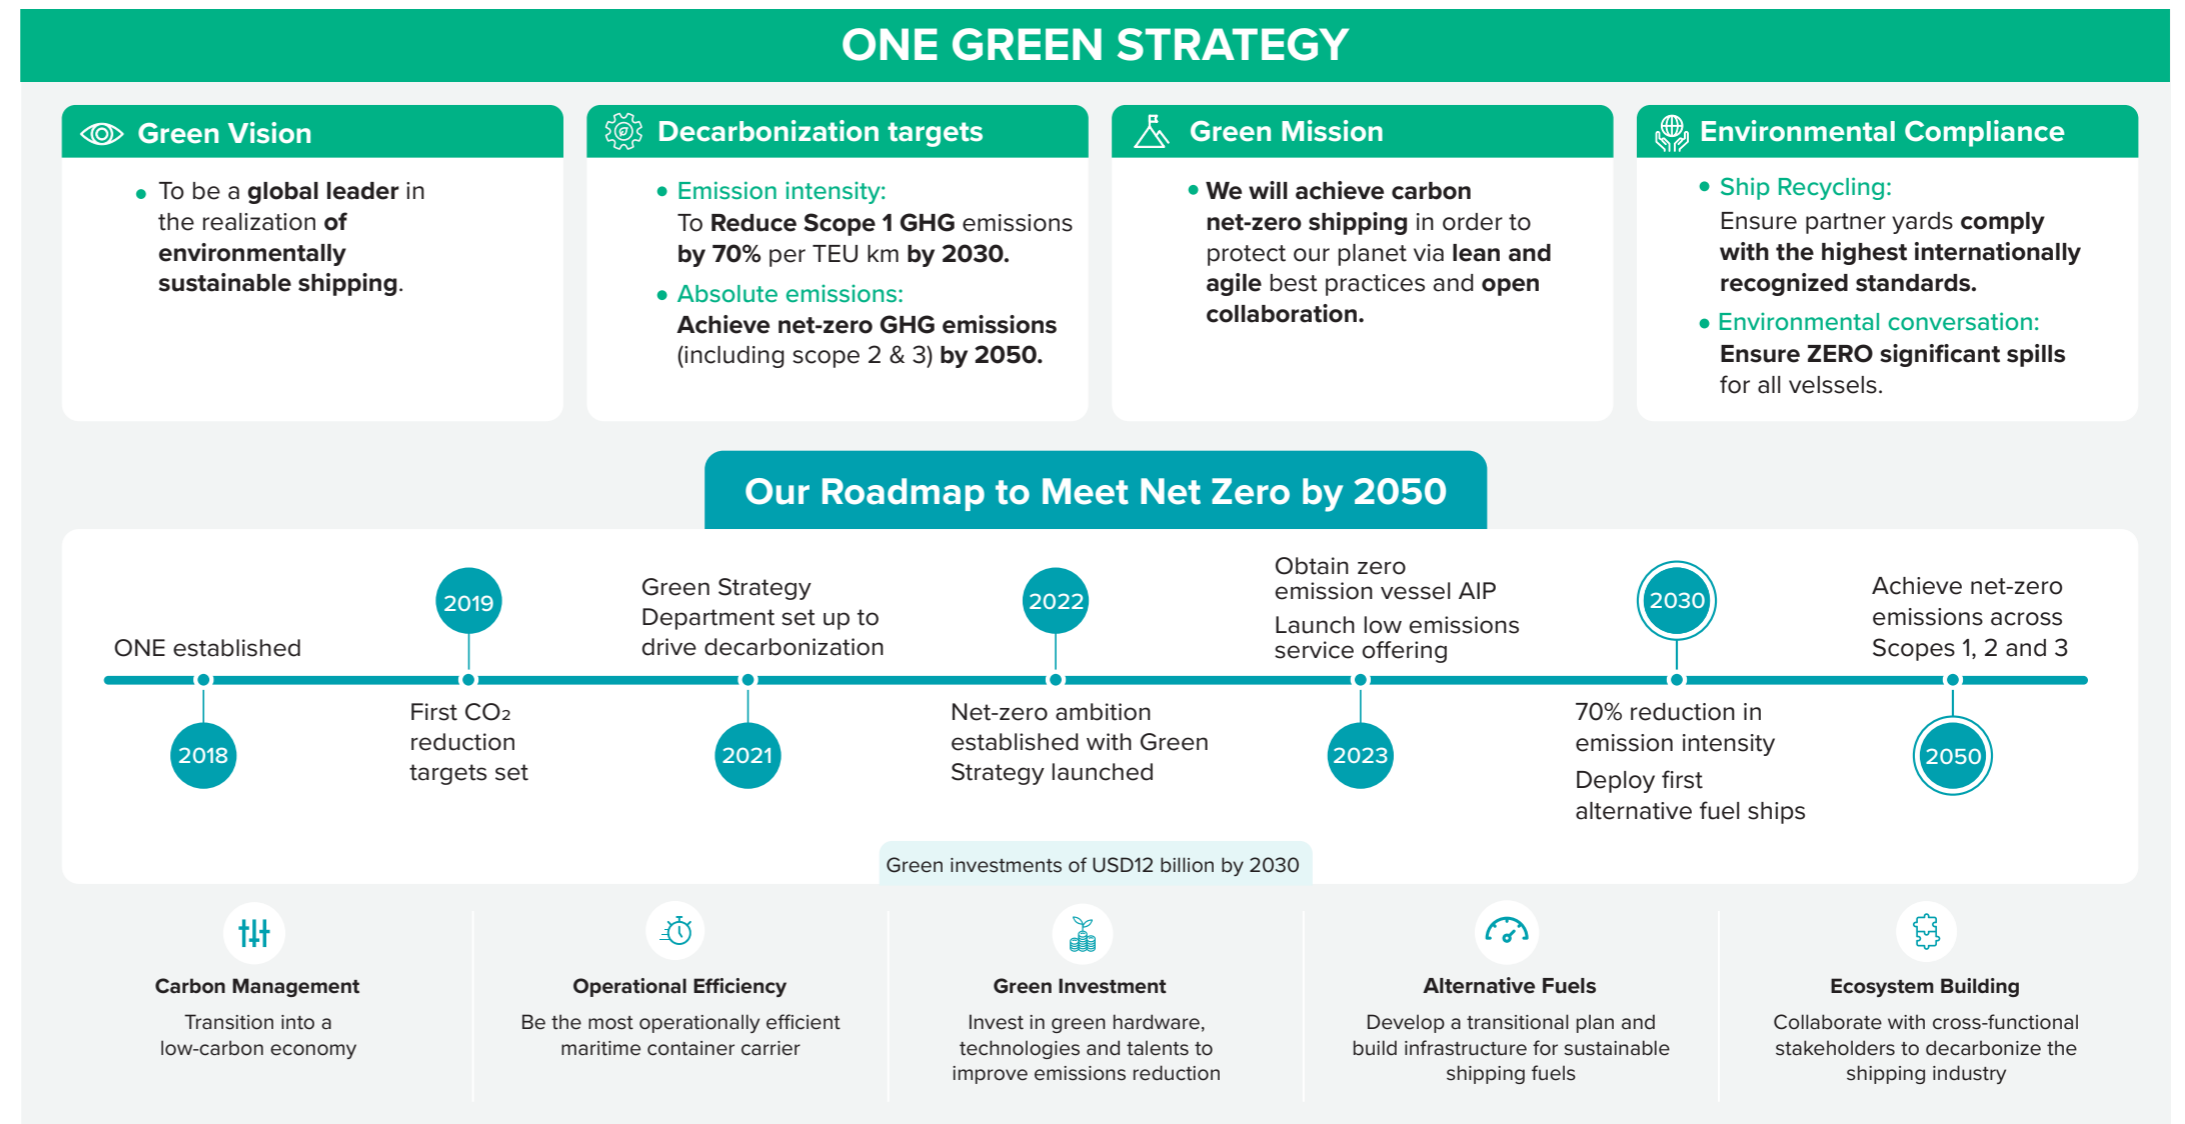 ONE GREEN STRATEGY
Green Vision
To be a global leader in
the realization of
environmentally
sustainable shipping.
Decarbonization targets
Emission intensity:
To Reduce Scope 1 GHG emissions
by 70% per TEU km by 2030.
Absolute emissions:
Achieve net-zero GHG emissions
(including scope 2 & 3) by 2050.
Green Mission
We will achieve carbon
net-zero shipping in order to
protect our planet via lean and
agile best practices and open
collaboration.
Environmental Compliance
Ship Recycling:
Ensure partner yards comply
with the highest internationally
recognized standards.
Environmental conversation:
Ensure ZERO significant spills
for all velssels.
Our Roadmap to Meet Net Zero by 2050
ONE established
2018
2019
First CO₂
reduction
targets set
Green Strategy
Department set up to
drive decarbonization
2021
2022
Net-zero ambition
established with Green
Strategy launched
Obtain zero
emission vessel AIP
Launch low emissions
service offering
2023
2030
70% reduction in
emission intensity
Deploy first
alternative fuel ships
Achieve net-zero
emissions across
Scopes 1, 2 and 3
2050
Green investments of USD12 billion by 2030
Carbon Management
Transition into a
low-carbon economy
Operational Efficiency
Be the most operationally efficient
maritime container carrier
Green Investment
Invest in green hardware,
technologies and talents to
improve emissions reduction
Alternative Fuels
Develop a transitional plan and
build infrastructure for sustainable
shipping fuels
Ecosystem Building
Collaborate with cross-functional
stakeholders to decarbonize the
shipping industry